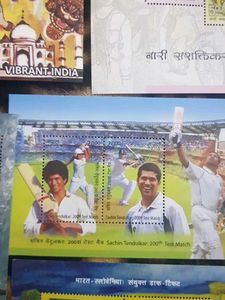 VIBRANT INDIA
नारी सशक्तिकर
Sachin Tendulkar, 200th Test Match
Sachin Tendulkar, 200th Test Match
सचिन तेंदुलकर, 200वां टेस्ट मैच
Sachin Tendulkar, 200th Test Match
भारत-स्लोवेनिया: संयुक्त डाक-टिकट